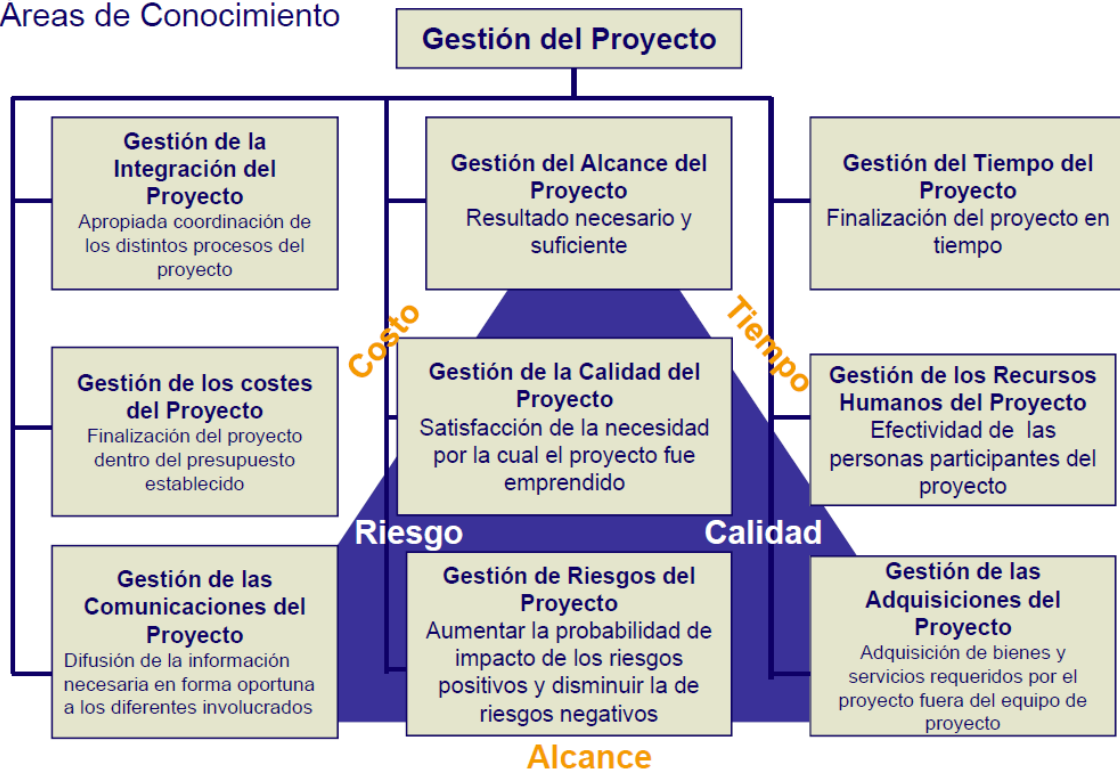 Areas de Conocimiento
Gestión del Proyecto
Gestión de la
Integración del
Proyecto
Apropiada coordinación de
los distintos procesos del
proyecto
Gestión del Alcance del
Proyecto
Resultado necesario y
suficiente
Gestión del Tiempo del
Proyecto
Finalización del proyecto en
tiempo
Costo
Tiempo
Gestión de los costes
del Proyecto
Finalización del proyecto
dentro del presupuesto
establecido
Gestión de la Calidad del
Proyecto
Satisfacción de la necesidad
por la cual el proyecto fue
emprendido
Gestión de los Recursos
Humanos del Proyecto
Efectividad de las
personas participantes del
proyecto
Riesgo
Calidad
Gestión de las
Comunicaciones del
Proyecto
Difusión de la información
necesaria en forma oportuna
a los diferentes involucrados
Gestión de Riesgos del
Proyecto
Aumentar la probabilidad de
impacto de los riesgos
positivos y disminuir la de
riesgos negativos
Gestión de las
Adquisiciones del
Proyecto
Adquisición de bienes y
servicios requeridos por el
proyecto fuera del equipo de
proyecto
Alcance